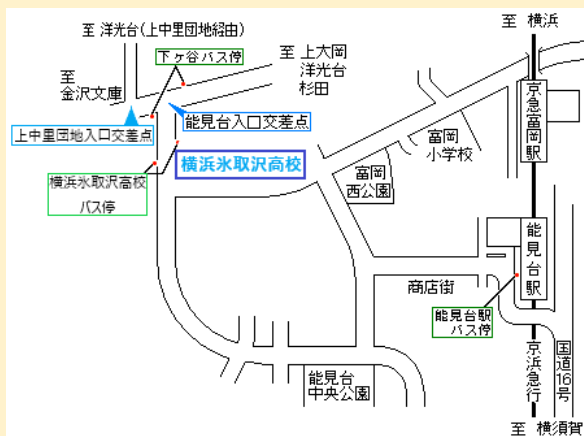 至 横浜
至 洋光台(上中里団地経由)
下ヶ谷バス停
至 上大岡
洋光台
杉田
至
金沢文庫
京急富岡駅
能見台入口交差点
上中里団地入口交差点
富岡
小学校
横浜氷取沢高校
富岡
西公園
横浜氷取沢高校
バス停
能見台駅
商店街
能見台駅
バス停
京浜急行
国道16号
能見台
中央公園
至 横須賀